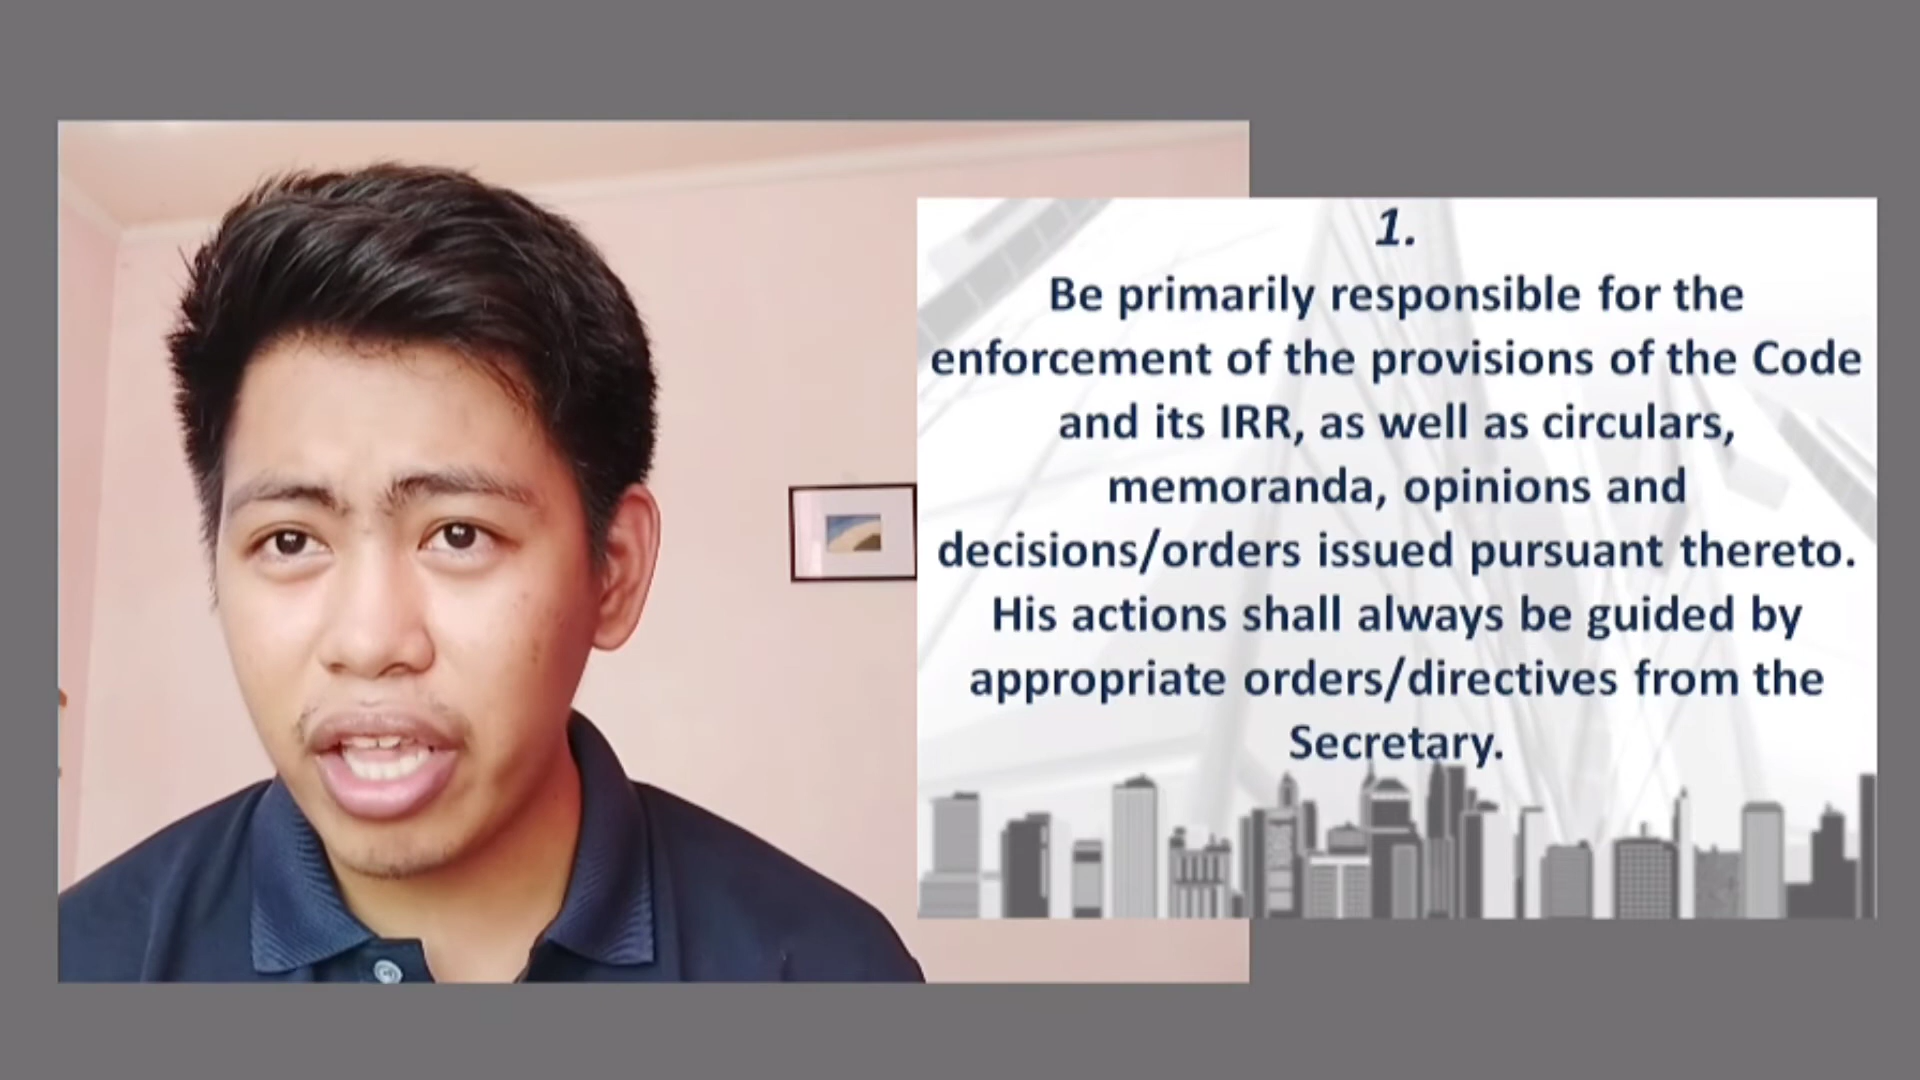 1.
Be primarily responsible for the
enforcement of the provisions of the Code
and its IRR, as well as circulars,
memoranda, opinions and
decisions/orders issued pursuant thereto.
His actions shall always be guided by
appropriate orders/directives from the
Secretary.